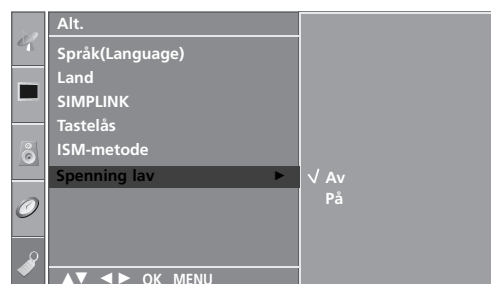 Alt.
Språk(Language)
Land
SIMPLINK
Tastelås
ISM-metode
Spenning lav ►
√ Av
På
▲▼ ◄► OK MENU